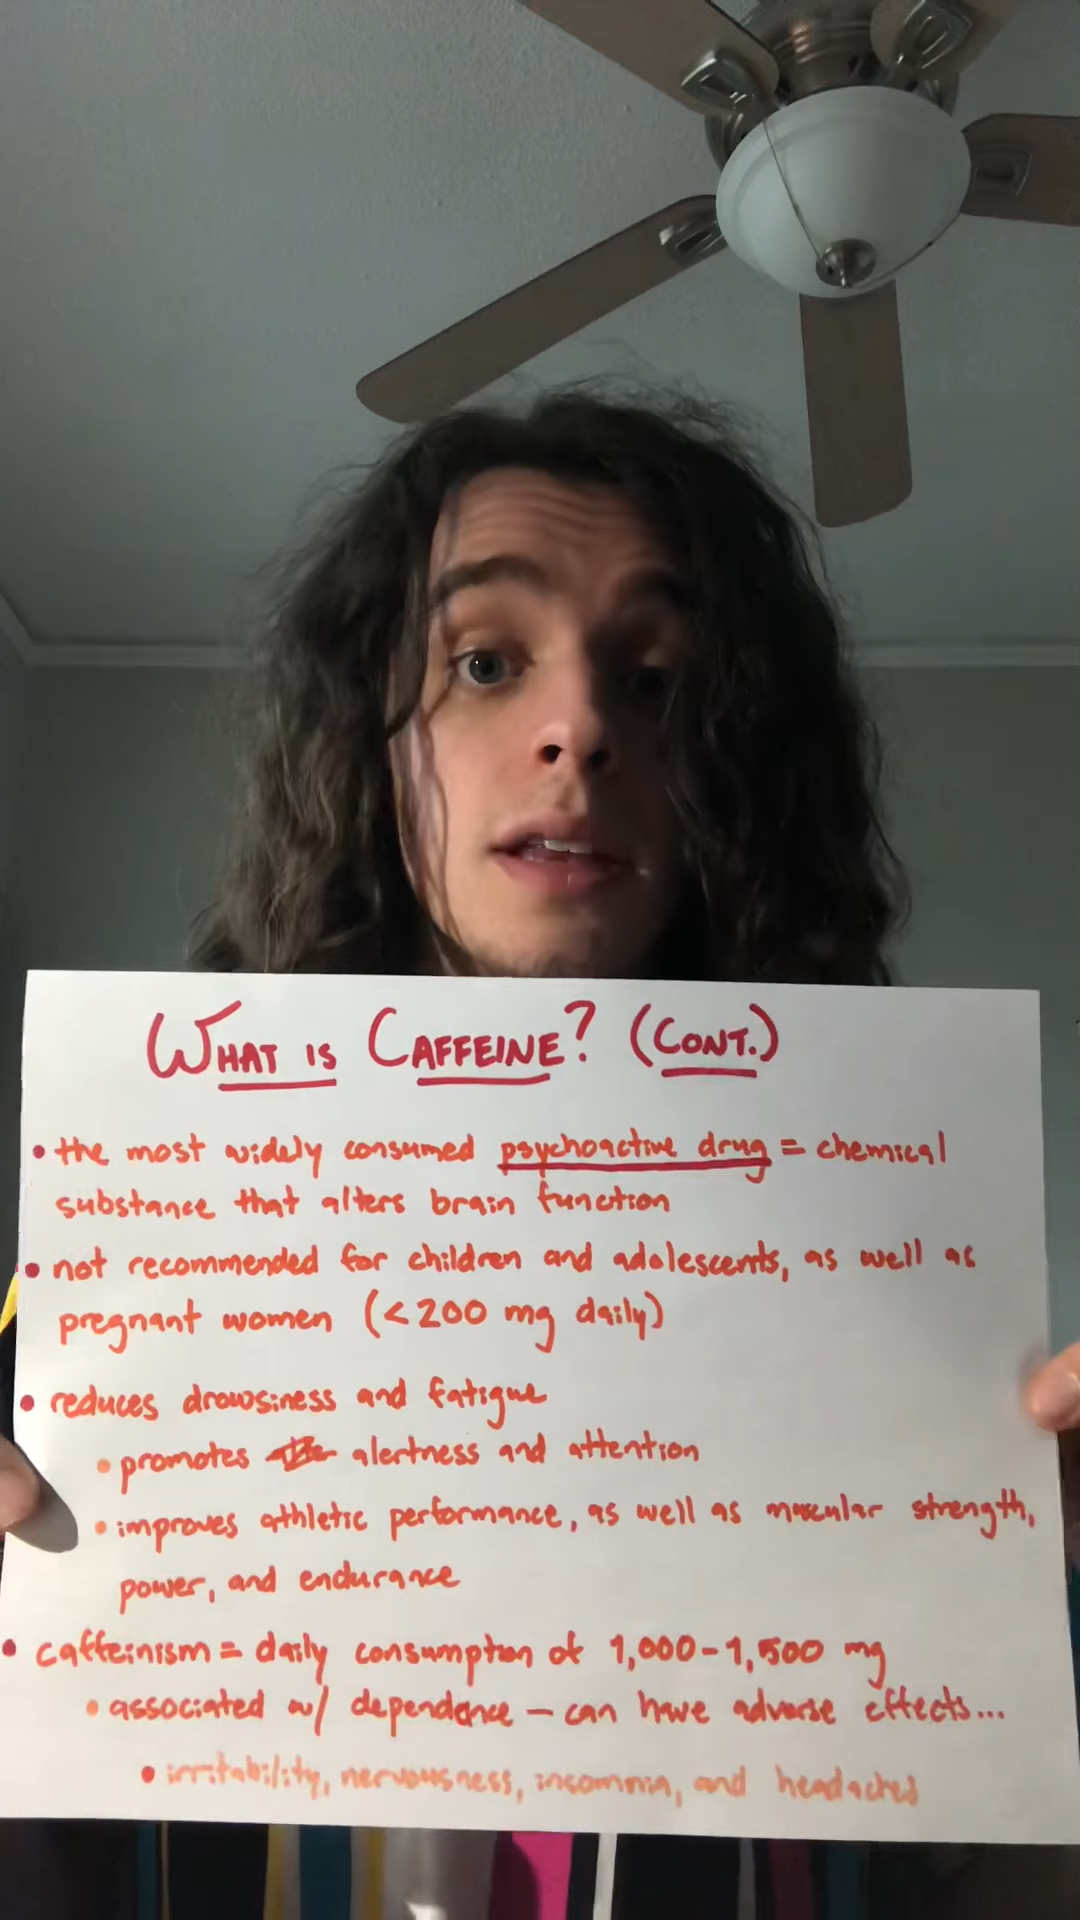 WHAT IS CAFFEINE? (CONT.)
• the most widely consumed psychoactive drug = chemical
substance that alters brain function
• not recommended for children and adolescents, as well as
pregnant women (<200 mg daily)
• reduces drowsiness and fatigue
• promotes alertness and attention
• improves athletic performance, as well as muscular strength,
power, and endurance
• caffeinism = daily consumption of 1,000-1,500 mg
• associated w/ dependence - can have adverse effects...
• irritability, nervousness, insomnia, and headaches